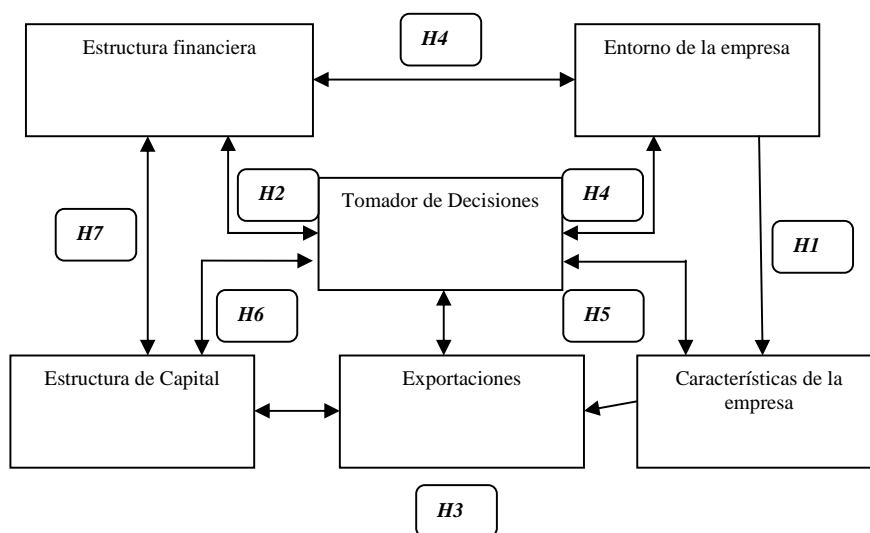 H4
Estructura financiera
Entorno de la empresa
H2
Tomador de Decisiones
H4
H7
H1
H6
H5
Estructura de Capital
Exportaciones
Características de la
empresa
H3